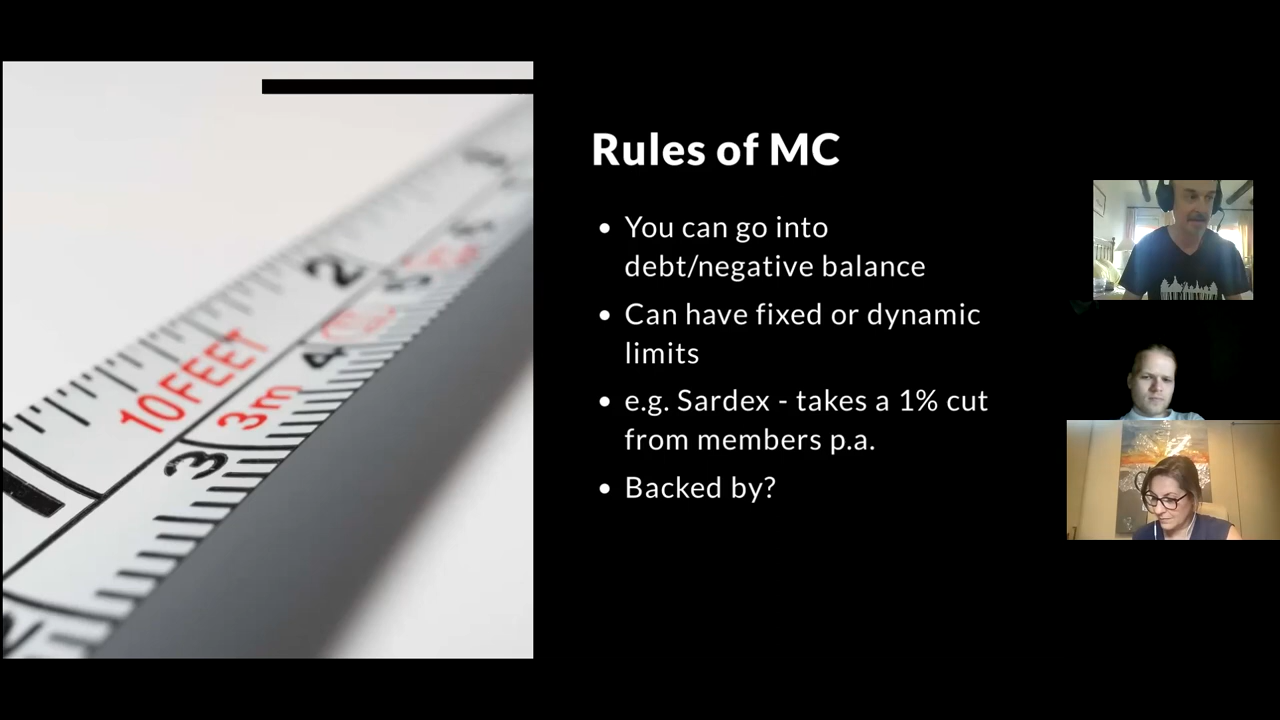 Rules of MC
You can go into
debt/negative balance
Can have fixed or dynamic
limits
e.g. Sardex - takes a 1% cut
from members p.a.
Backed by?
2
10FEET
3m
4
3